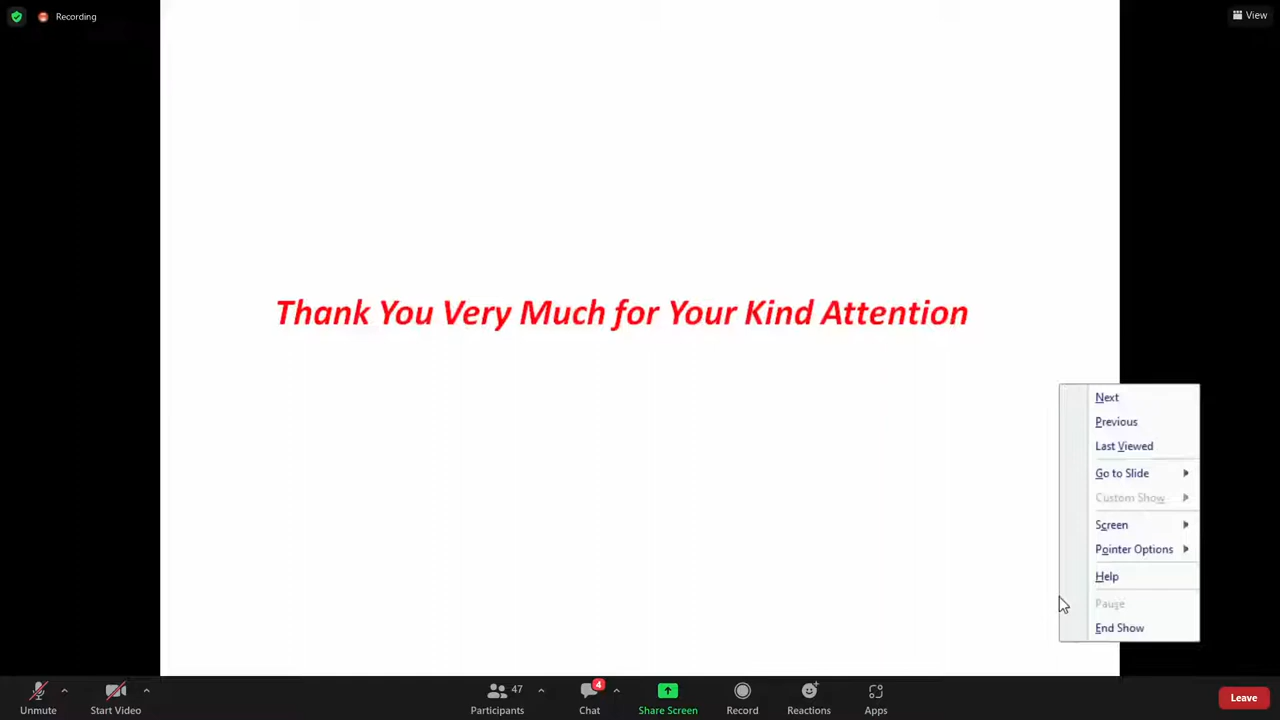 Recording
View
Thank You Very Much for Your Kind Attention
Next
Previous
Last Viewed
Go to Slide
Custom Show
Screen
Pointer Options
Help
Pause
End Show
Unmute
Start Video
47
Participants
4
Chat
Share Screen
Record
Reactions
Apps
Leave